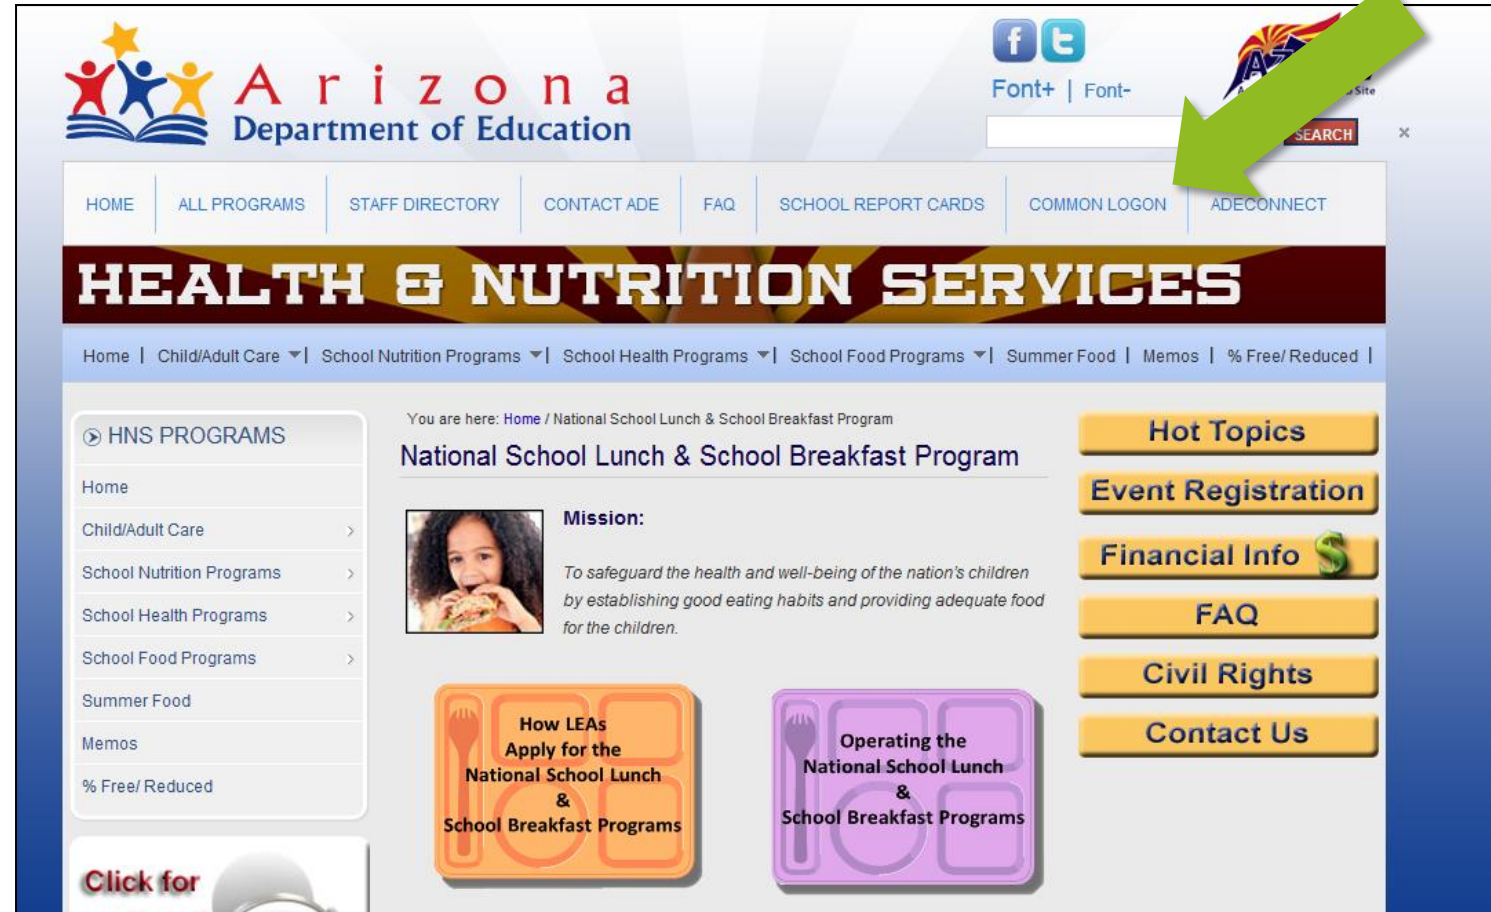 Arizona
Department of Education
Font+ | Font-
Site
SEARCH
×
HOME
ALL PROGRAMS
STAFF DIRECTORY
CONTACT ADE
FAQ
SCHOOL REPORT CARDS
COMMON LOGON
ADECONNECT
HEALTH & NUTRITION SERVICES
Home | Child/Adult Care | School Nutrition Programs | School Health Programs | School Food Programs | Summer Food | Memos | % Free/ Reduced |
HNS PROGRAMS
Home
Child/Adult Care
School Nutrition Programs
School Health Programs
School Food Programs
Summer Food
Memos
% Free/ Reduced
Click for
You are here: Home / National School Lunch & School Breakfast Program
National School Lunch & School Breakfast Program
Mission:
To safeguard the health and well-being of the nation's children
by establishing good eating habits and providing adequate food
for the children.
How LEAs
Apply for the
National School Lunch
&
School Breakfast Programs
Operating the
National School Lunch
&
School Breakfast Programs
Hot Topics
Event Registration
Financial Info $
FAQ
Civil Rights
Contact Us